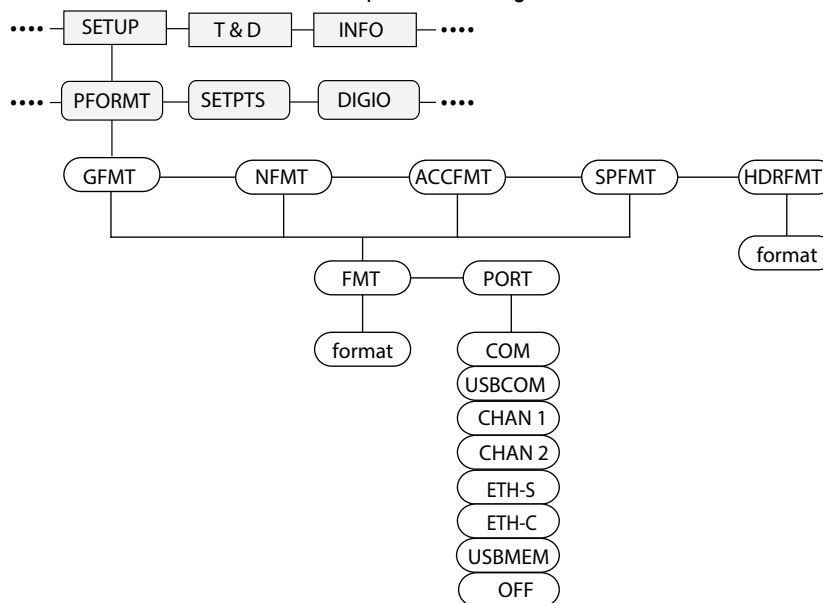 SETUP T & D INFO
PFORMT SETPTS DIGIO
GFMT NFMT ACCFMT SPFMT HDRFMT
format
FMT PORT
format COM
USBCOM
CHAN 1
CHAN 2
ETH-S
ETH-C
USBMEM
OFF